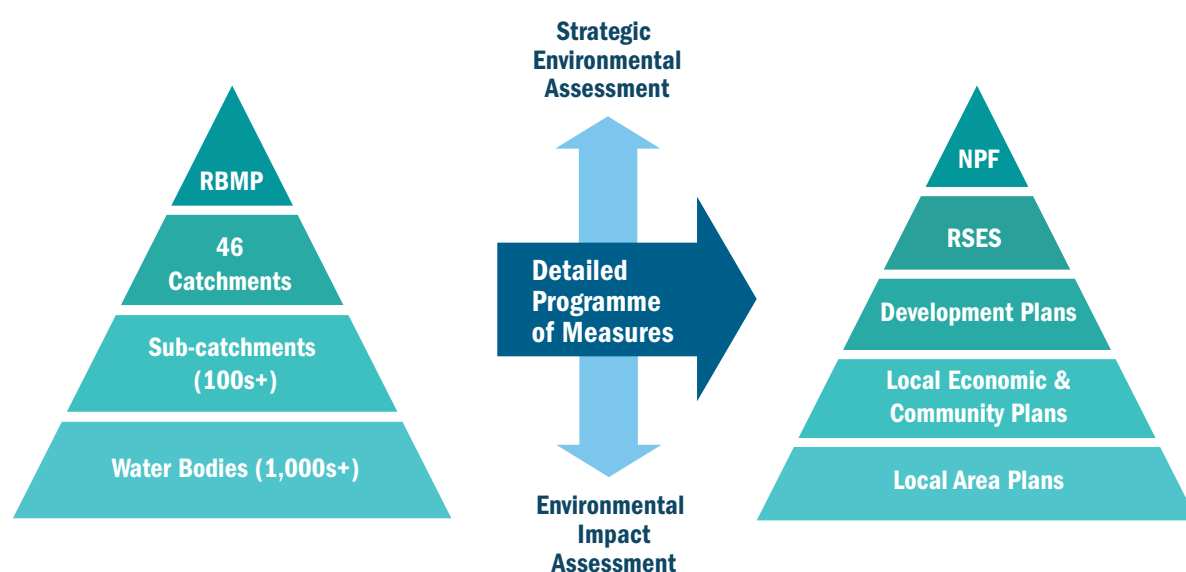 RBMP
46
Catchments
Sub-catchments
(100s+)
Water Bodies (1,000s+)
Strategic
Environmental
Assessment
Detailed
Programme
of Measures
Environmental
Impact
Assessment
NPF
RSES
Development Plans
Local Economic &
Community Plans
Local Area Plans